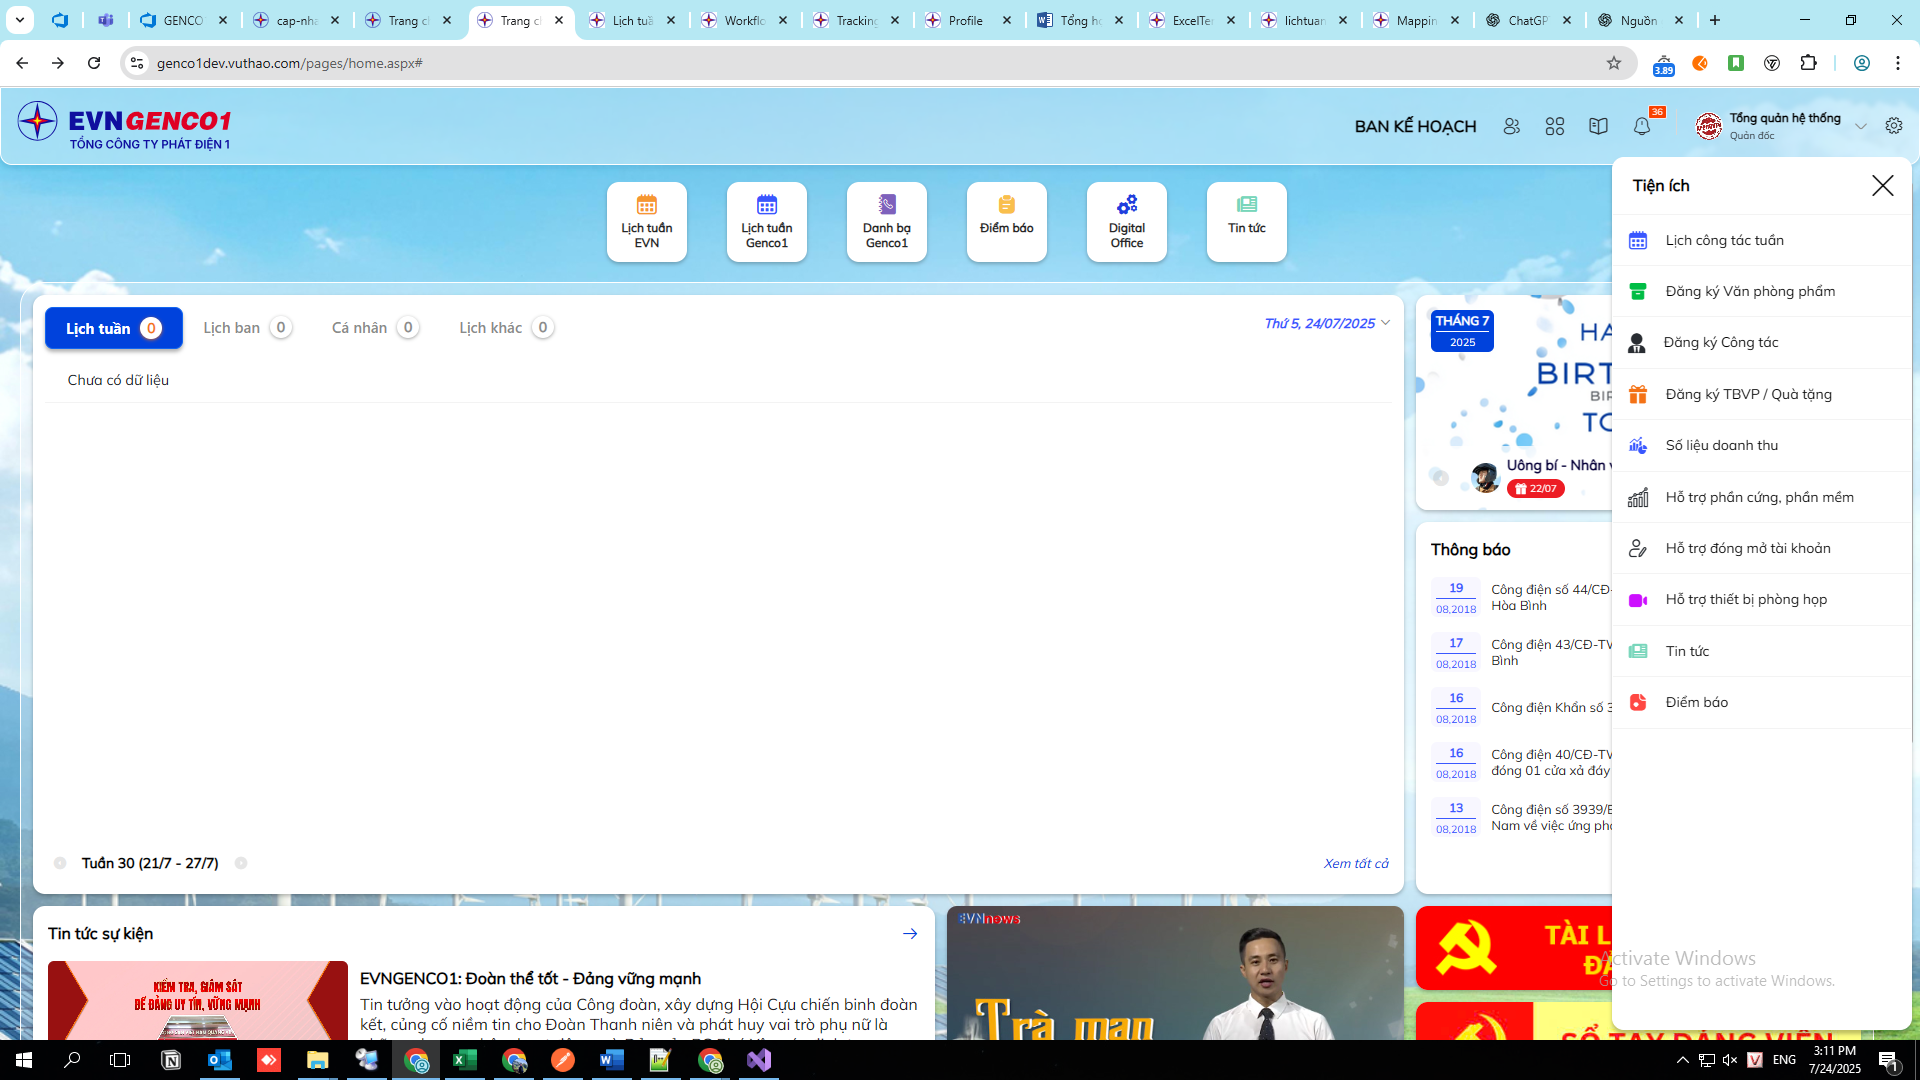 GENCO
cap-nha
Trang cl
Trang cl
Lịch tuầ
Workflo
Tracking
Profile
Tổng hợ
ExcelTe
lichtuan
Mappin
ChatGP
Nguồn
genco1dev.vuthao.com/pages/home.aspx#
3.89
EVNGENCO1
TỔNG CÔNG TY PHÁT ĐIỆN 1
BAN KẾ HOẠCH
36
Tổng quản hệ thống
Quản đốc
Lịch tuần
EVN
Lịch tuần
Genco1
Danh bạ
Genco1
Điểm báo
Digital
Office
Tin tức
Tiện ích
Lịch công tác tuần
Đăng ký Văn phòng phẩm
Đăng ký Công tác
Đăng ký TBVP / Quà tặng
Số liệu doanh thu
Hỗ trợ phần cứng, phần mềm
Hỗ trợ đóng mở tài khoản
Hỗ trợ thiết bị phòng họp
Tin tức
Điểm báo
Lịch tuần 0
Lịch ban 0
Cá nhân 0
Lịch khác 0
Thứ 5, 24/07/2025
Chưa có dữ liệu
Tuần 30 (21/7 - 27/7)
Xem tất cả
THÁNG 7
2025
HA
BIRT
BIR
TO
Uông bí - Nhân v
22/07
Thông báo
19
08.2018
Công điện số 44/CĐ-
Hòa Bình
17
08.2018
Công điện 43/CĐ-TW
Bình
16
08.2018
Công điện Khẩn số 3
16
08.2018
Công điện 40/CĐ-TW
đóng 01 cửa xả đáy
13
08.2018
Công điện số 3939/E
Nam về việc ứng phó
Tin tức sự kiện
KIỂM TRA, GIÁM SÁT
ĐỂ ĐẢNG UY TÍN, VỮNG MẠNH
EVNGENCO1: Đoàn thể tốt - Đảng vững mạnh
Tin tưởng vào hoạt động của Công đoàn, xây dựng Hội Cựu chiến binh đoàn
kết, củng cố niềm tin cho Đoàn Thanh niên và phát huy vai trò phụ nữ là
EVNnews
Trà mạn
TÀI L
ĐẢ
SỔ TAY ĐẢNG VIÊN
Activate Windows
Go to Settings to activate Windows.
ENG
3:11 PM
7/24/2025
1